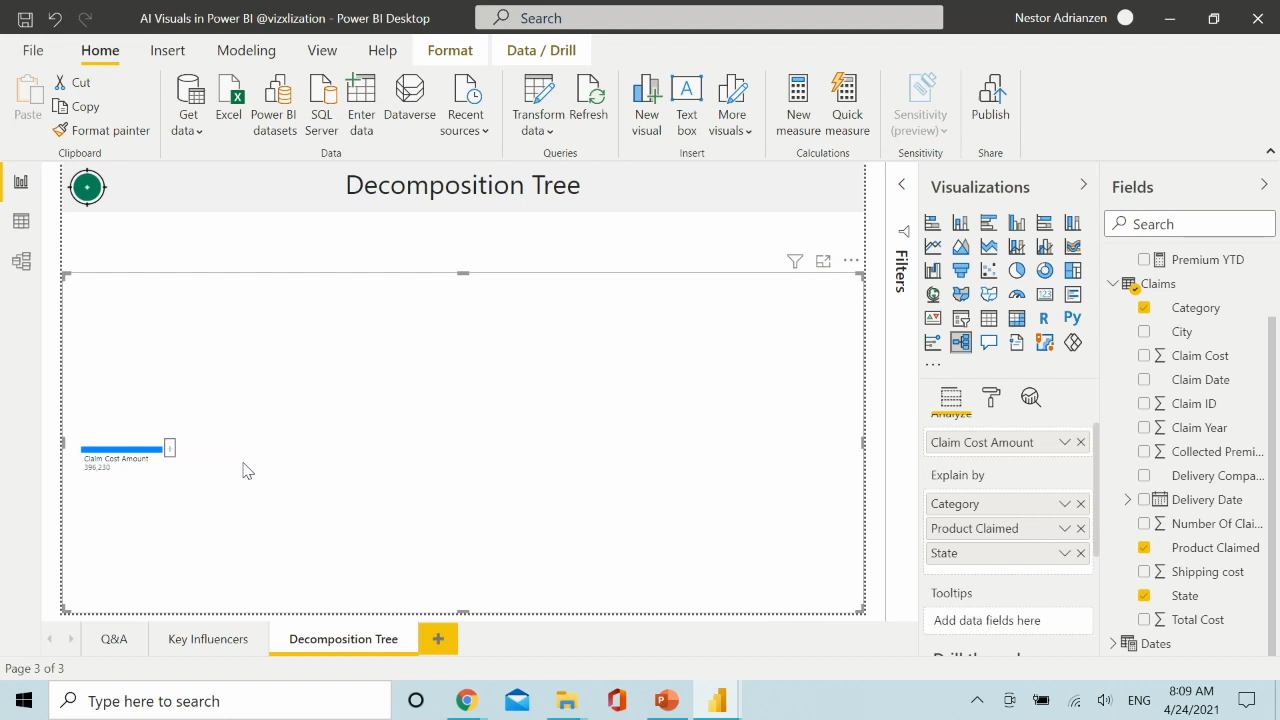 AI Visuals in Power BI @vizxlization - Power BI Desktop
Search
Nestor Adrianzen
File
Home
Insert
Modeling
View
Help
Format
Data / Drill
Paste
Cut
Copy
Format painter
Clipboard
Get data
Excel
Power BI datasets
SQL Server
Enter data
Dataverse
Recent sources
Data
Transform data
Refresh
Queries
New visual
A
Text box
More visuals
Insert
New measure
Quick measure
Calculations
Sensitivity (preview)
Sensitivity
Publish
Share
Decomposition Tree
Claim Cost Amount
396,230
Filters
Visualizations
123
R
Py
Analyze
Claim Cost Amount
Explain by
Category
Product Claimed
State
Tooltips
Add data fields here
Fields
Search
Premium YTD
Claims
Category
City
Claim Cost
Claim Date
Claim ID
Claim Year
Collected Premi...
Delivery Compa...
Delivery Date
Number Of Clai...
Product Claimed
Shipping cost
State
Total Cost
Dates
Q&A
Key Influencers
Decomposition Tree
Page 3 of 3
Type here to search
ENG
8:09 AM
4/24/2021